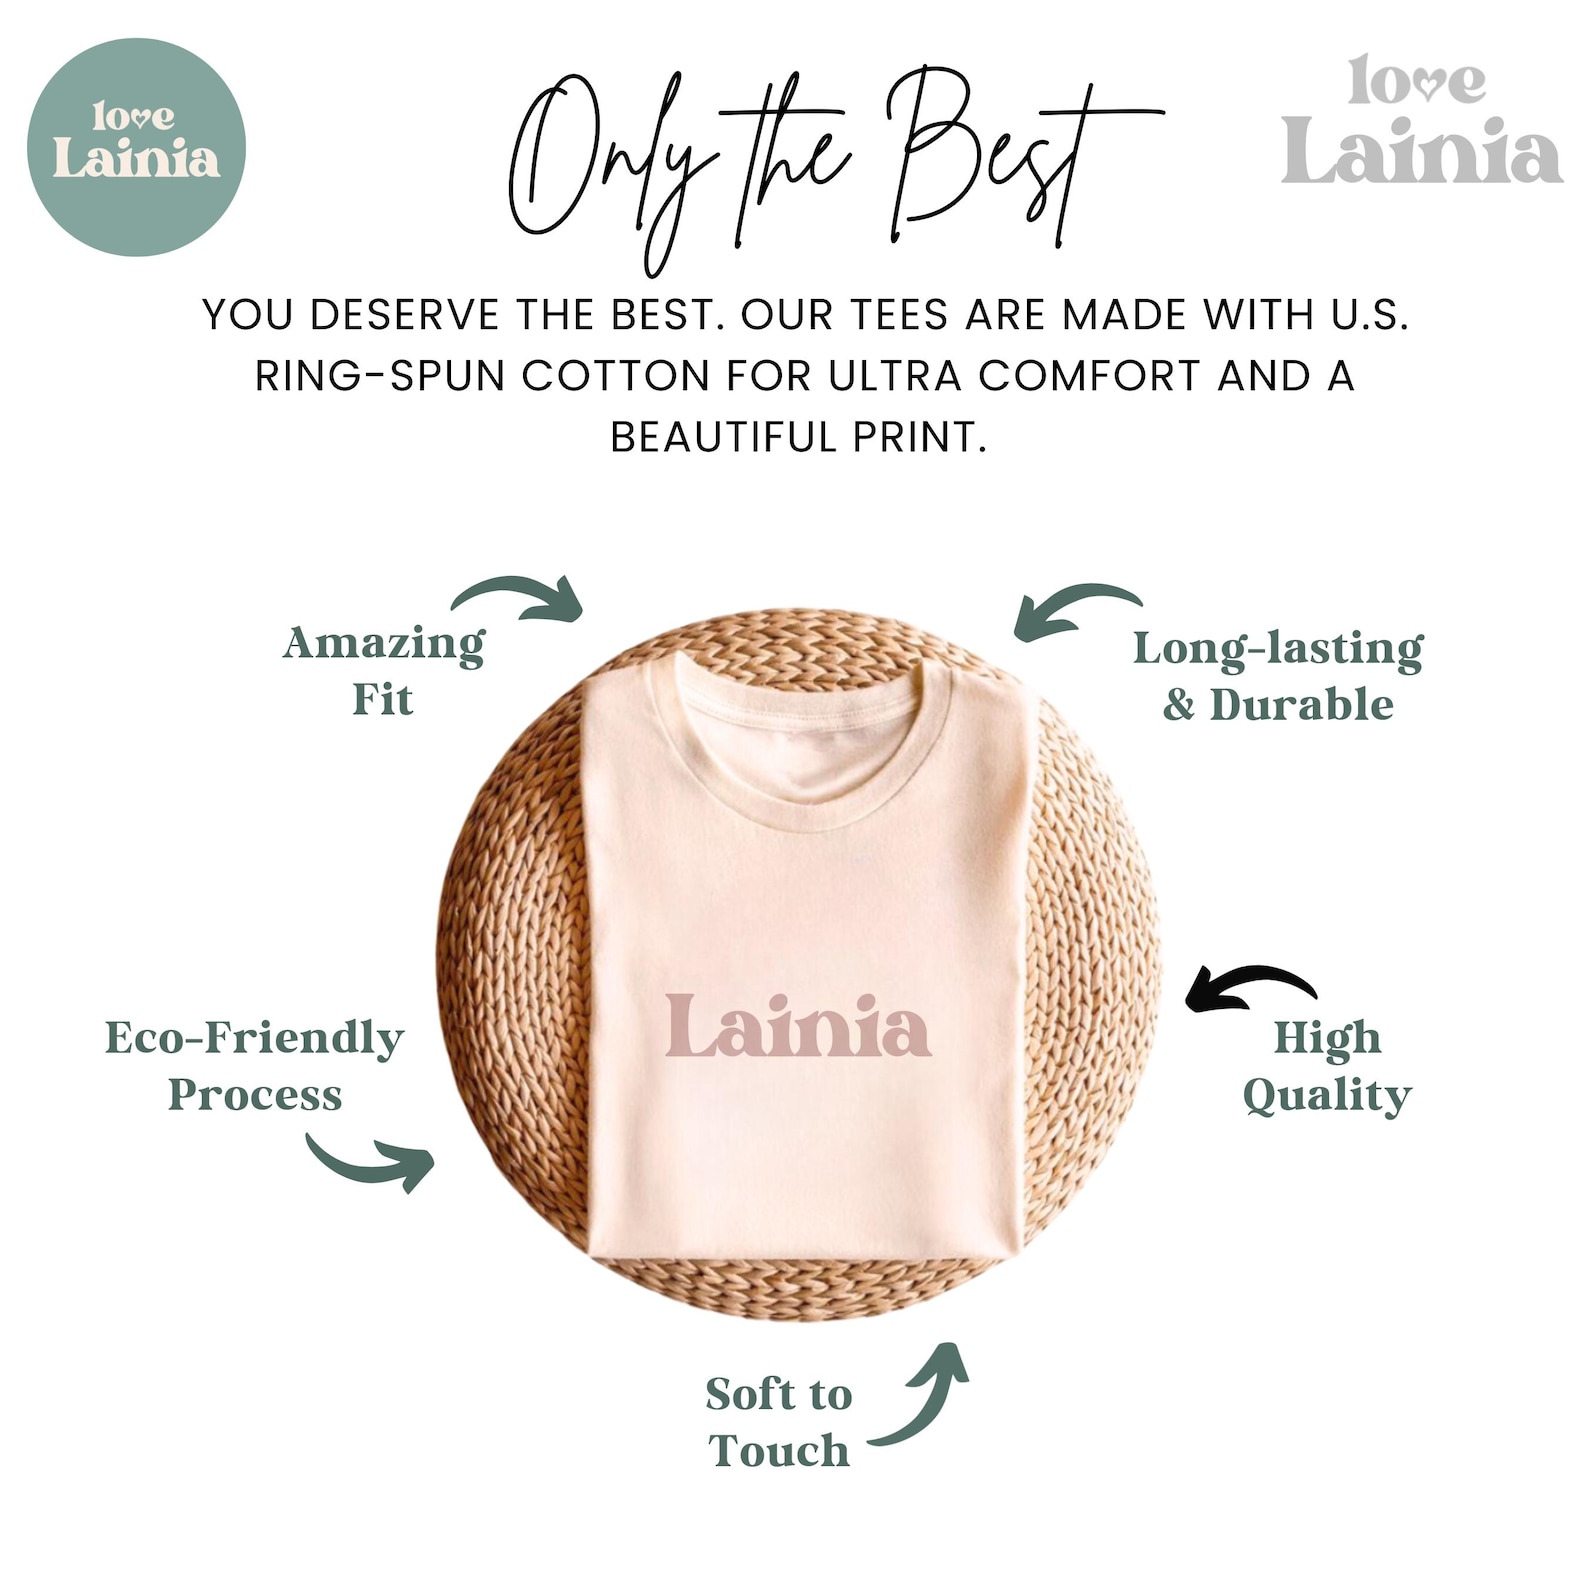 love
Lainia
Only the Best
love
Lainia
YOU DESERVE THE BEST. OUR TEES ARE MADE WITH U.S.
RING-SPUN COTTON FOR ULTRA COMFORT AND A
BEAUTIFUL PRINT.
Amazing
Fit
Long-lasting
& Durable
Lainia
Eco-Friendly
Process
High
Quality
Soft to
Touch